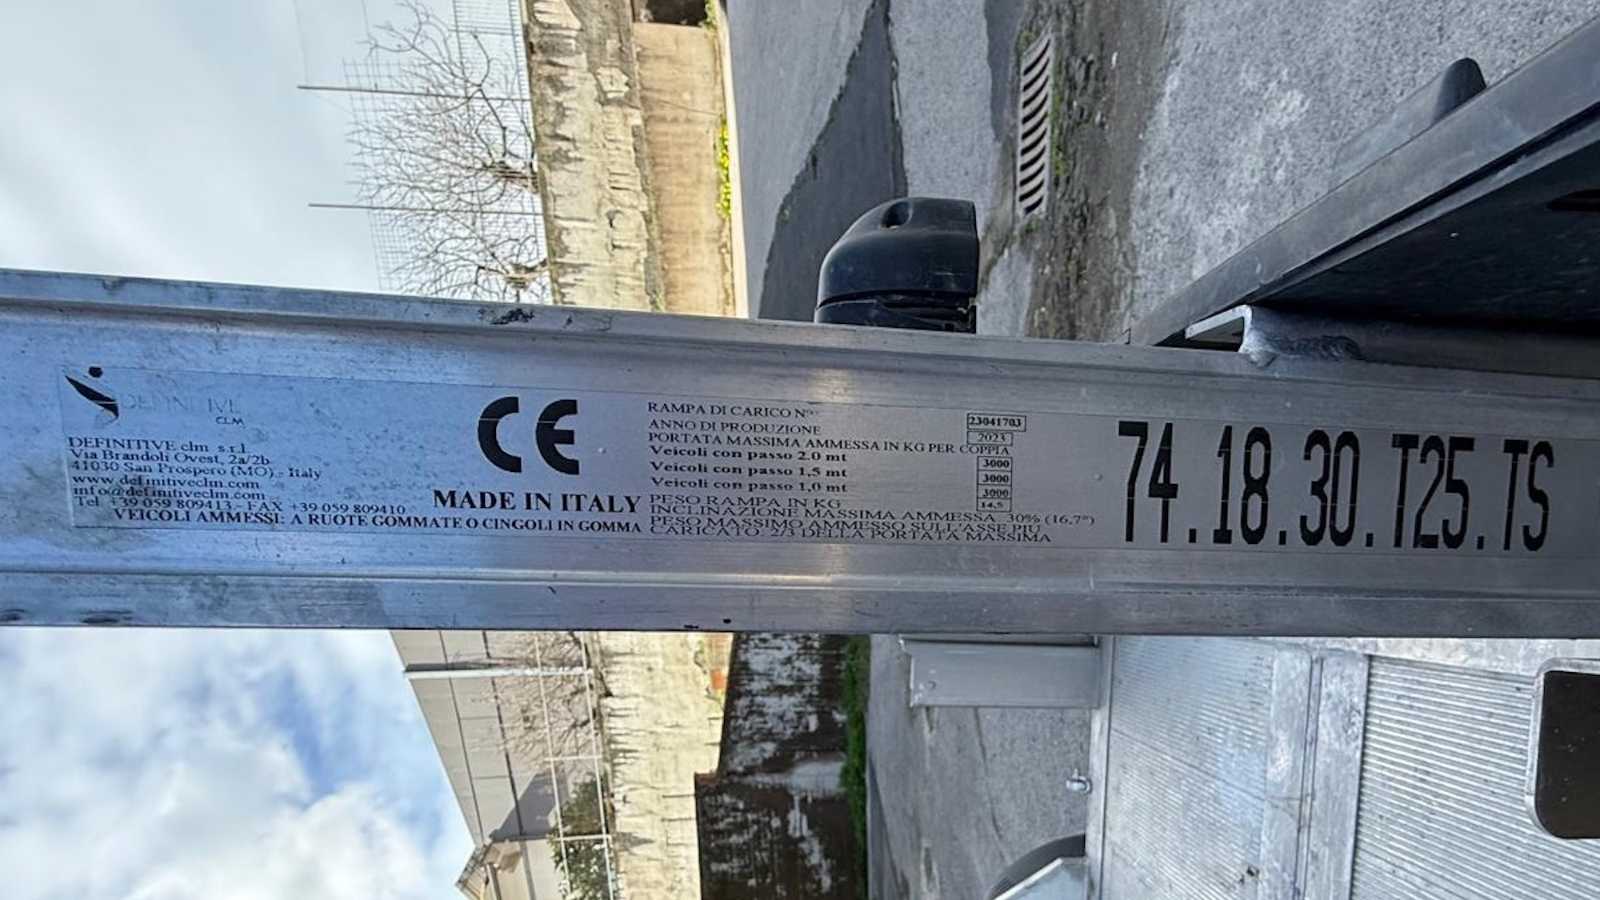 DEFINITIVE
CLM
DEFINITIVE clm s.r.l.
Via Brandoli Ovest, 2a/2b
41030 San Prospero (MO) - Italy
www.definitiveclm.com
info@definitiveclm.com
Tel +39 059 809413 - FAX +39 059 809410
VEICOLI AMMESSI: A RUOTE GOMMATE O CINGOLI IN GOMMA
CE
MADE IN ITALY
RAMPA DI CARICO N° 23041703
ANNO DI PRODUZIONE 2023
PORTATA MASSIMA AMMESSA IN KG PER COPPIA
Veicoli con passo 2.0 mt 3000
Veicoli con passo 1,5 mt 3000
Veicoli con passo 1,0 mt 3000
PESO RAMPA IN KG 14,5
INCLINAZIONE MASSIMA AMMESSA 30% (16,7°)
PESO MASSIMO AMMESSO SULL'ASSE PIÙ
CARICATO: 2/3 DELLA PORTATA MASSIMA
74.18.30.T25.TS